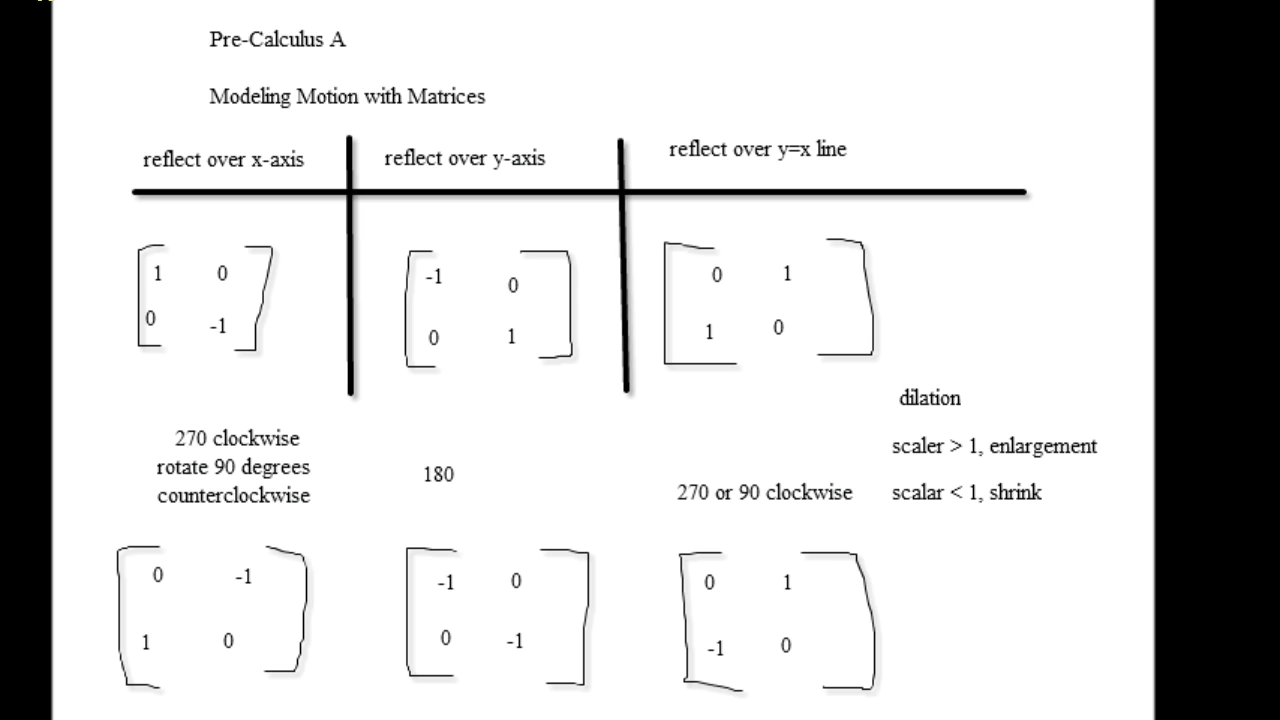 Pre-Calculus A
Modeling Motion with Matrices
reflect over x-axis
reflect over y-axis
reflect over y=x line
1 0
0 -1
-1 0
0 1
0 1
1 0
270 clockwise
rotate 90 degrees
counterclockwise
180
270 or 90 clockwise
dilation
scaler > 1, enlargement
scalar < 1, shrink
0 -1
1 0
-1 0
0 -1
0 1
-1 0